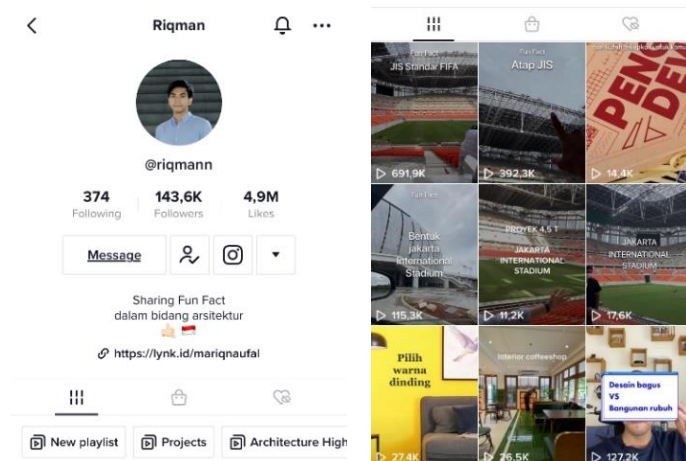 Riqman
@riqmann
374
143,6K
4,9M
Following
Followers
Likes
Message
Sharing Fun Fact
dalam bidang arsitektur
https://lynk.id/mariqnaufal
New playlist
Projects
Architecture High
Fun Fact
JIS Standar FIFA
691,9K
Fun Fact
Atap JIS
392,3K
PEN
DEV
14,4K
Fun Fact
Bentuk
jakarta
International
Stadium
115,3K
PROYEK 4,5 T
JAKARTA
INTERNATIONAL
STADIUM
11,2K
JAKARTA
INTERNATIONAL
STADIUM
17,6K
Pilih
warna
dinding
27,4K
Interior coffeeshop
26,5K
Desain bagus
VS
Bangunan rubuh
127,2K